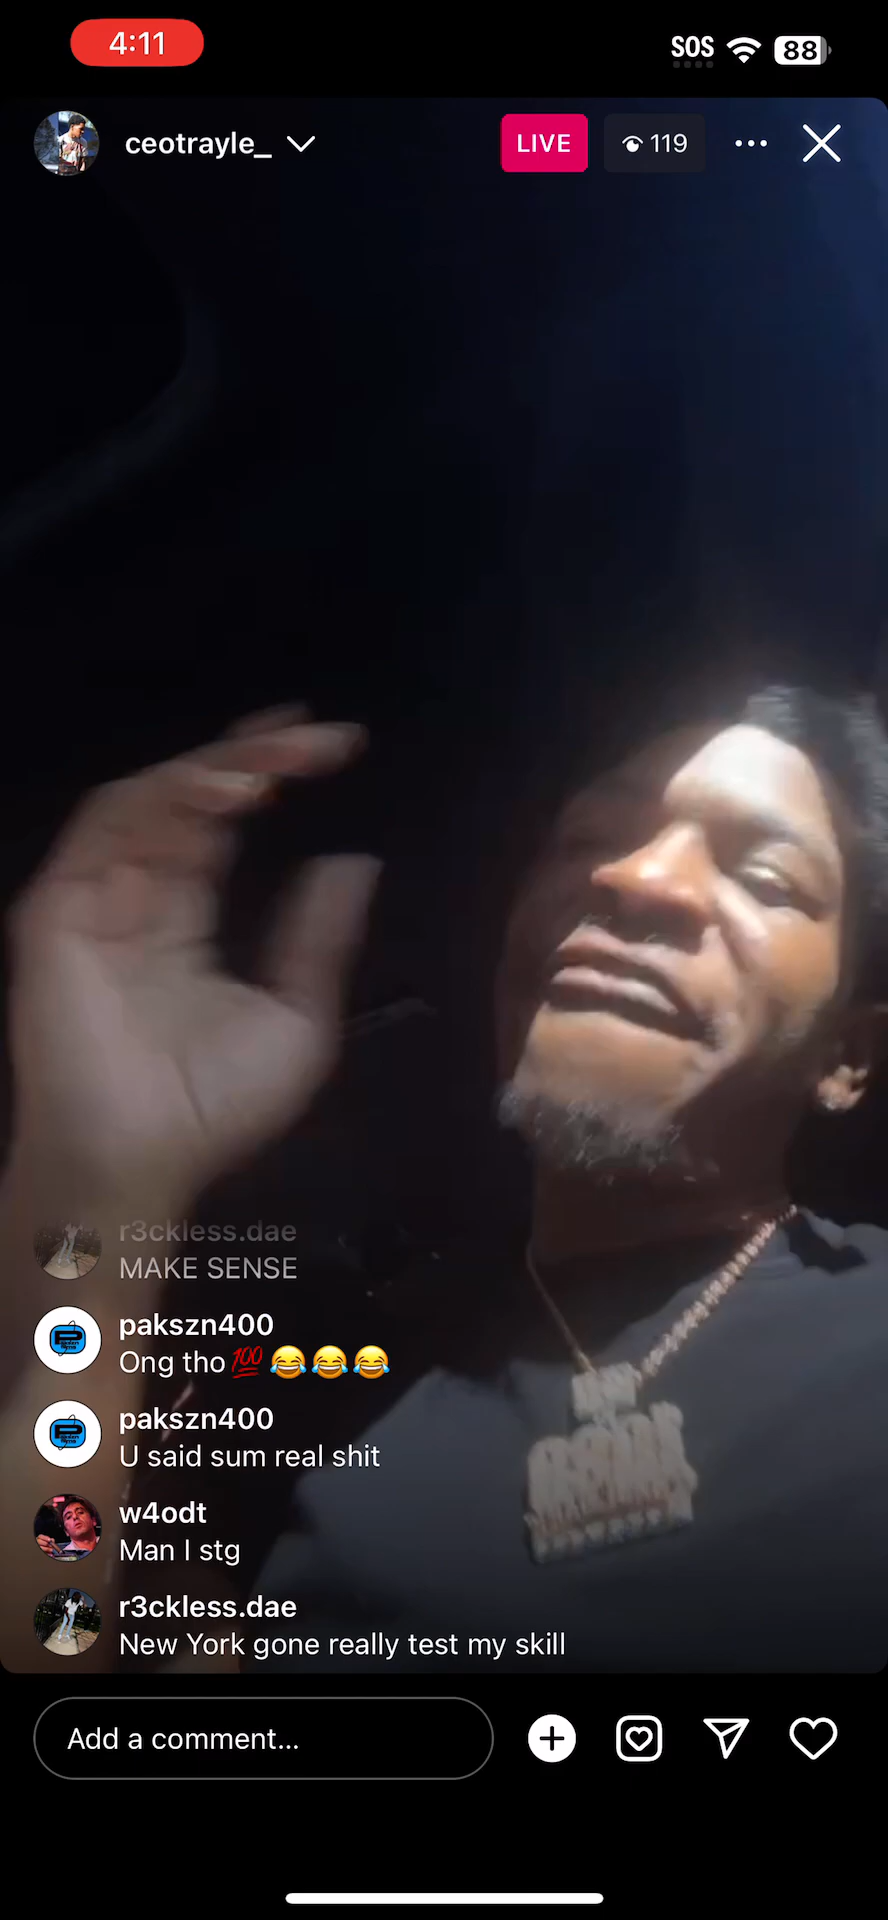 4:11
SOS
88
ceotrayle_
LIVE
119
r3ckless.dae
MAKE SENSE
pakszn400
Ong tho 💯😂😂😂
pakszn400
U said sum real shit
w4odt
Man I stg
r3ckless.dae
New York gone really test my skill
Add a comment...